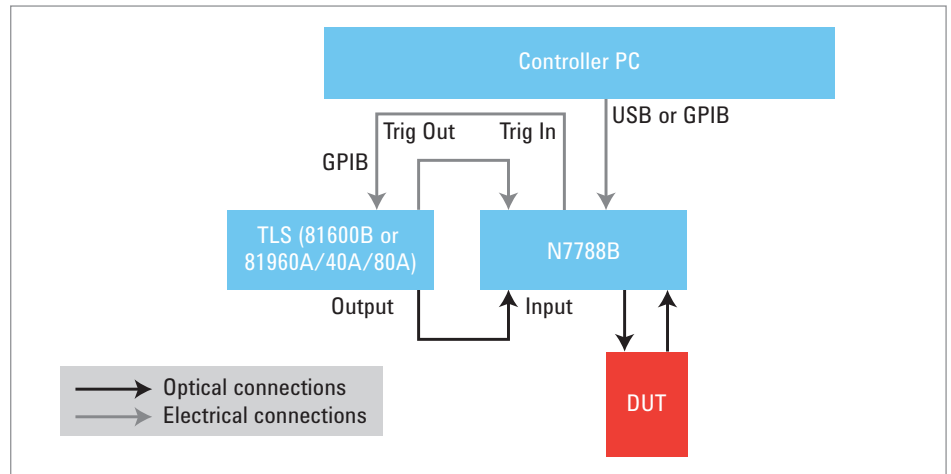 Controller PC
USB or GPIB
Trig Out
Trig In
GPIB
TLS (81600B or
81960A/40A/80A)
N7788B
Output
Input
Optical connections
Electrical connections
DUT